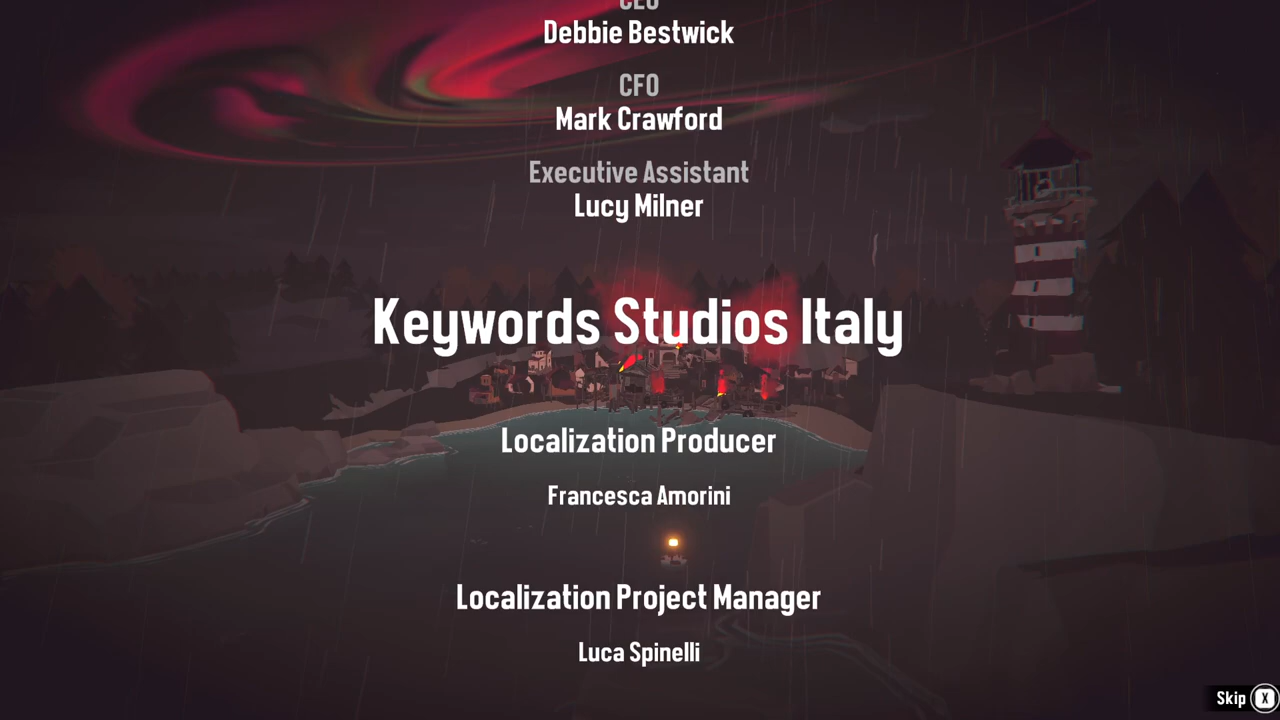 CEO
Debbie Bestwick
CFO
Mark Crawford
Executive Assistant
Lucy Milner
Keywords Studios Italy
Localization Producer
Francesca Amorini
Localization Project Manager
Luca Spinelli
Skip X